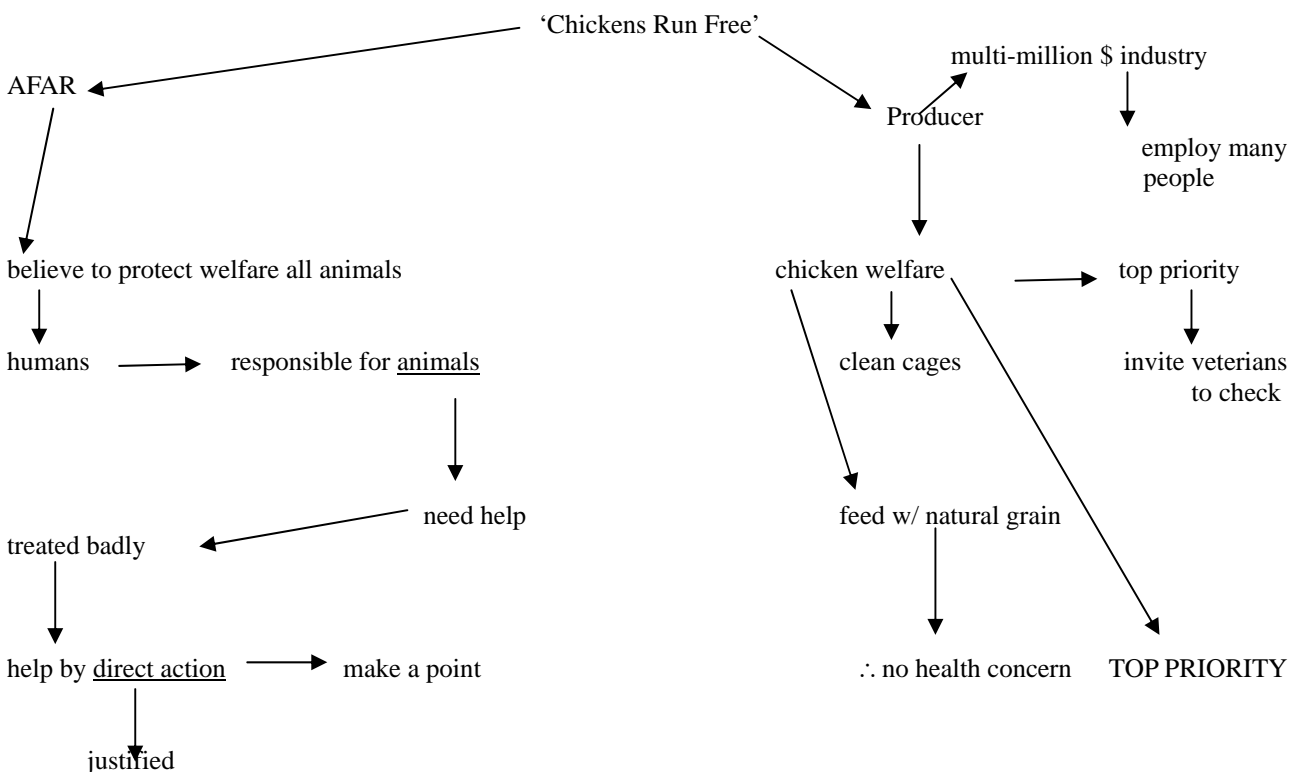 ‘Chickens Run Free’
multi-million $ industry
AFAR
Producer
employ many
people
believe to protect welfare all animals
chicken welfare
top priority
humans
responsible for animals
clean cages
invite veterians
to check
need help
feed w/ natural grain
treated badly
help by direct action
make a point
∴ no health concern
TOP PRIORITY
justified